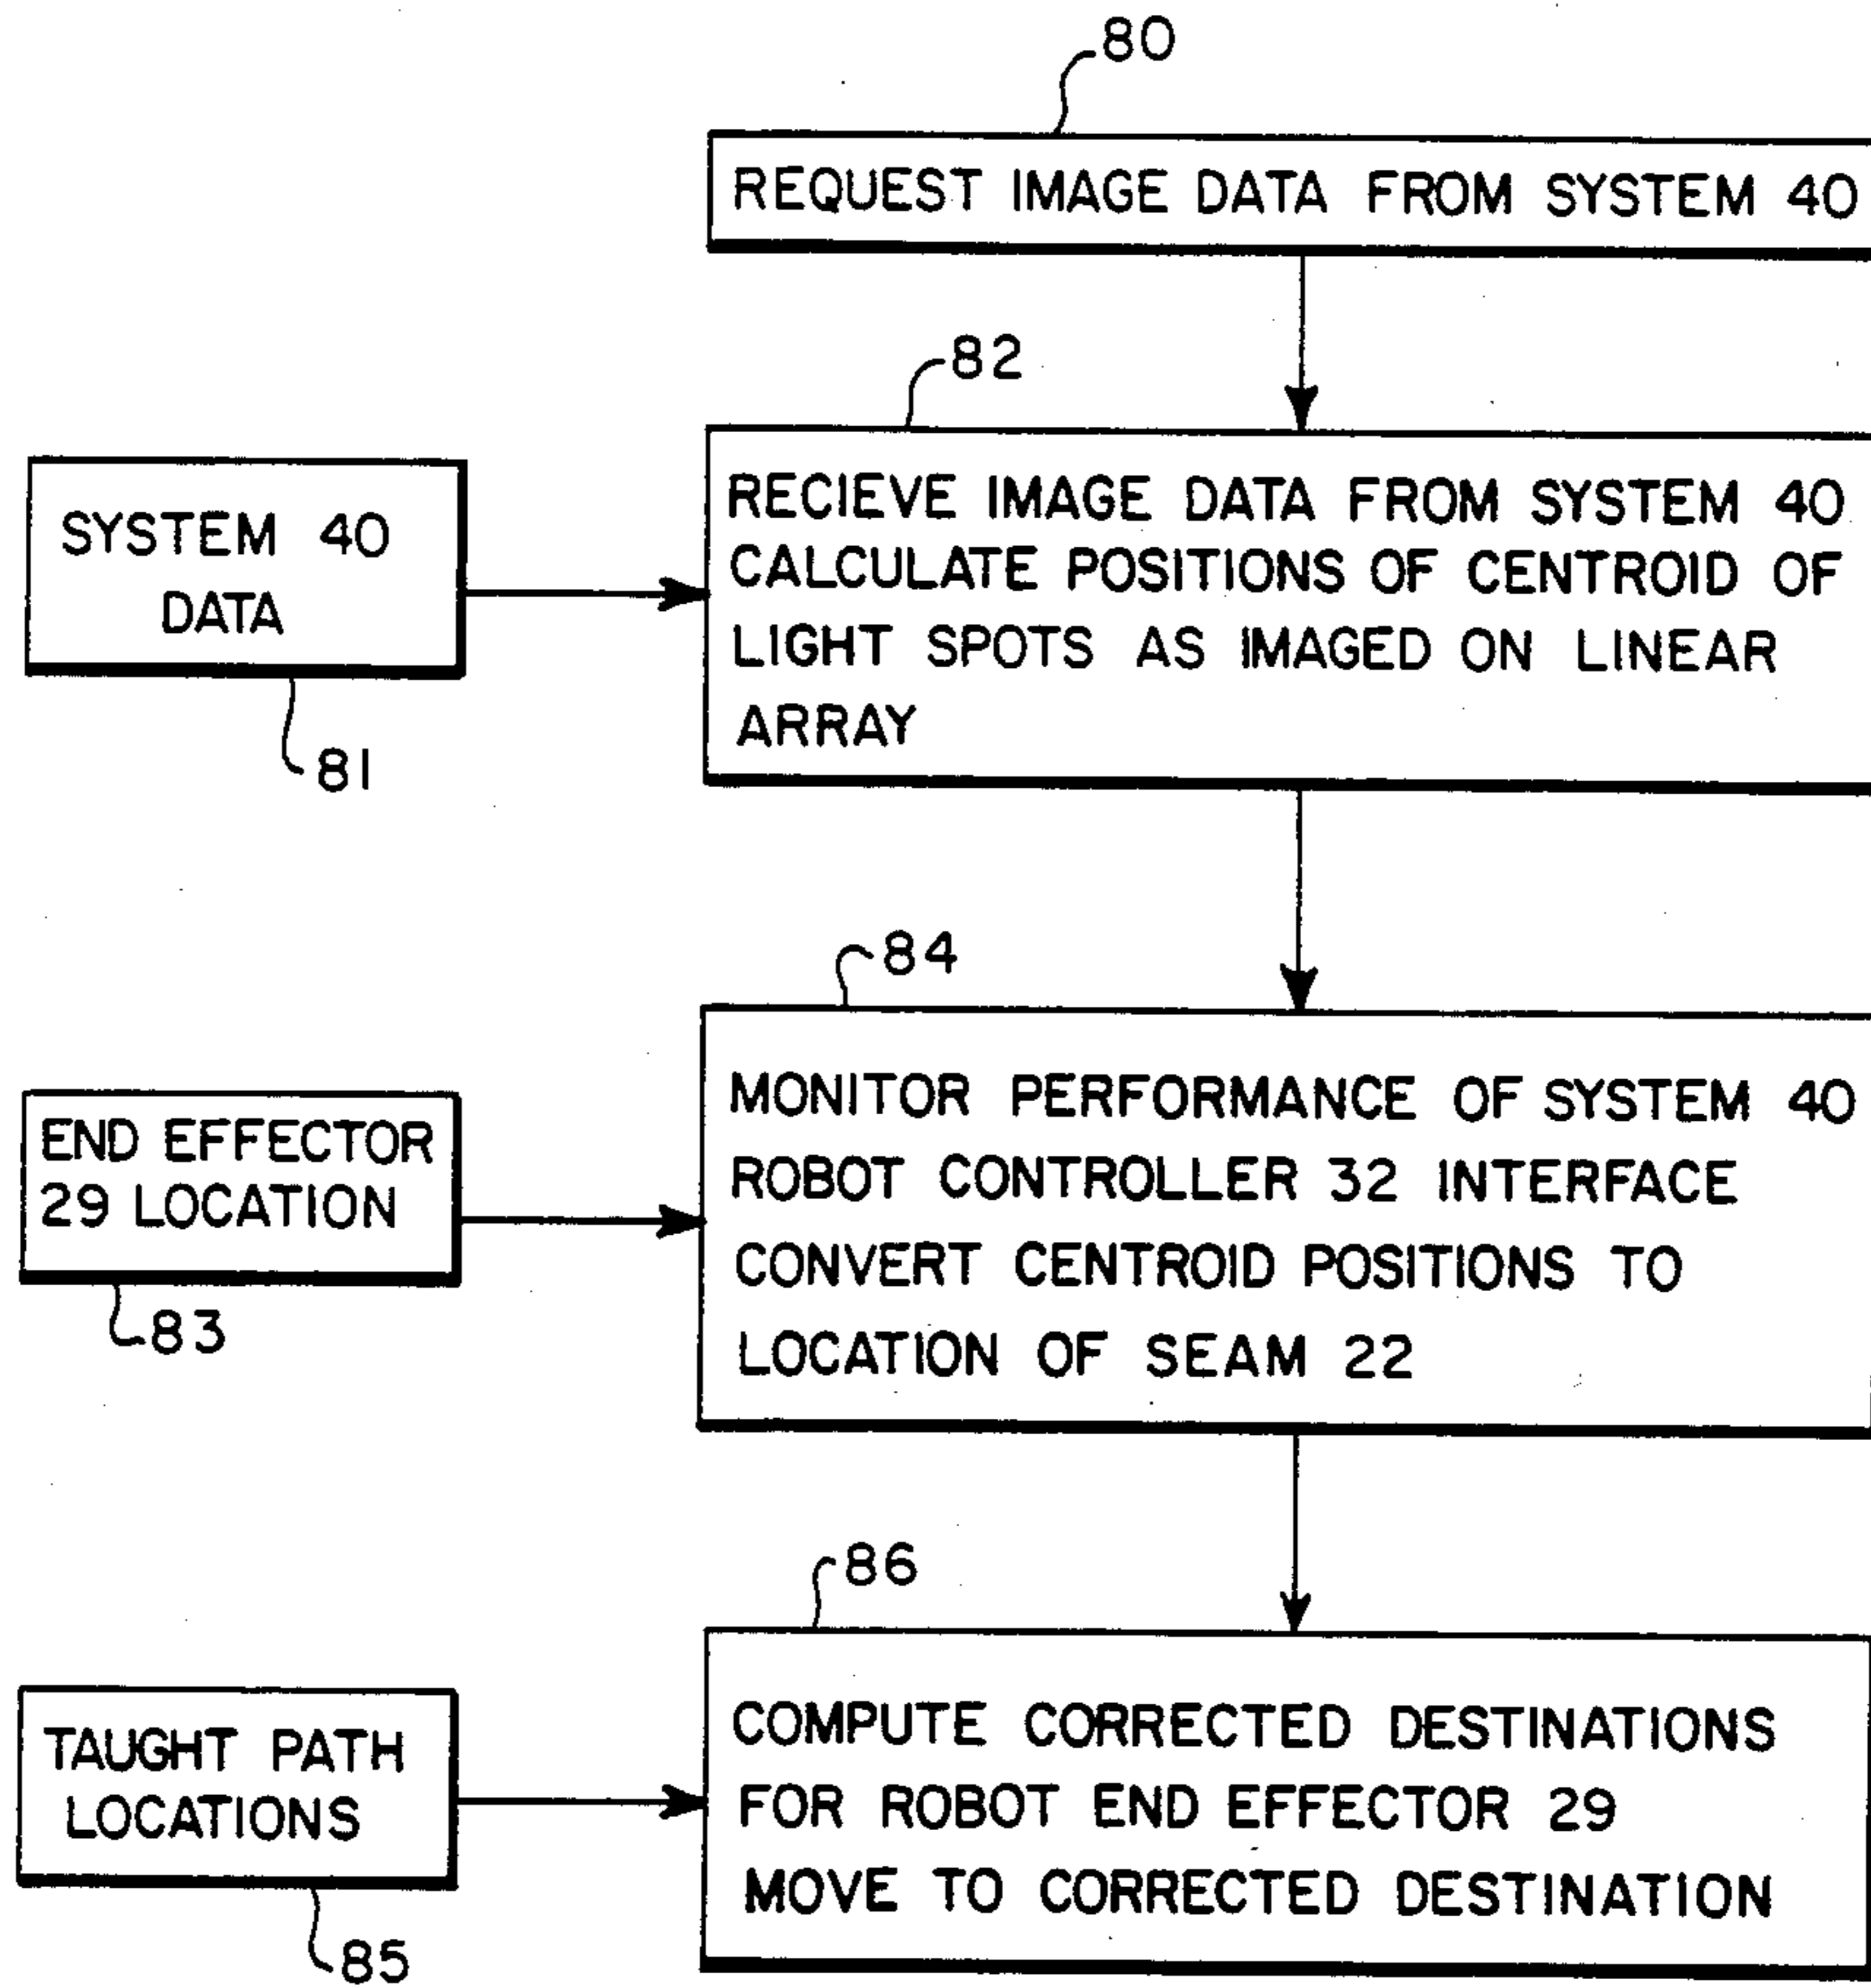 80
REQUEST IMAGE DATA FROM SYSTEM 40
82
SYSTEM 40
DATA
81
RECIEVE IMAGE DATA FROM SYSTEM 40
CALCULATE POSITIONS OF CENTROID OF
LIGHT SPOTS AS IMAGED ON LINEAR
ARRAY
84
END EFFECTOR
29 LOCATION
83
MONITOR PERFORMANCE OF SYSTEM 40
ROBOT CONTROLLER 32 INTERFACE
CONVERT CENTROID POSITIONS TO
LOCATION OF SEAM 22
86
TAUGHT PATH
LOCATIONS
85
COMPUTE CORRECTED DESTINATIONS
FOR ROBOT END EFFECTOR 29
MOVE TO CORRECTED DESTINATION